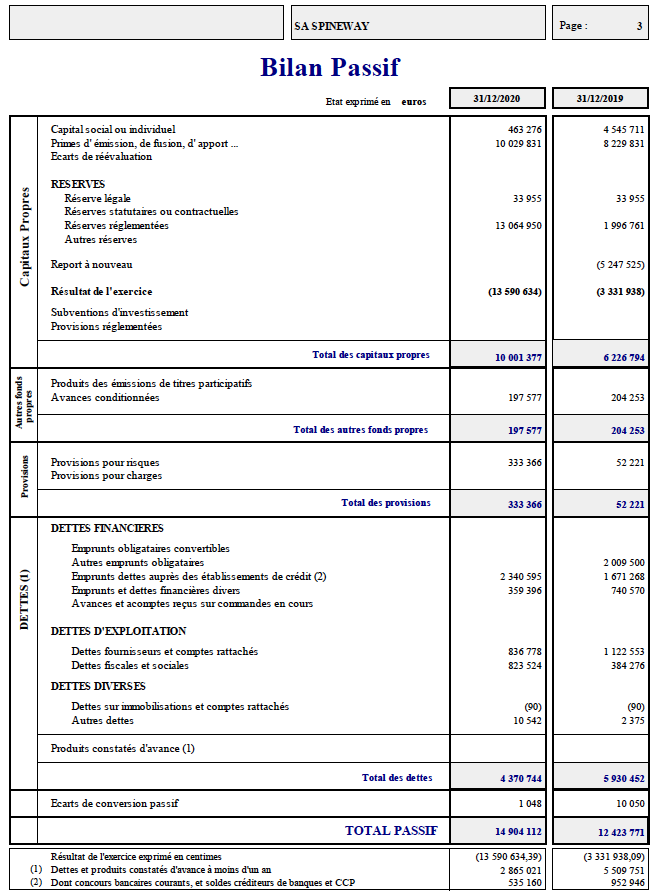 SA SPINEWAY Page : 3
Bilan Passif
Etat exprimé en euros 31/12/2020 31/12/2019
Capitaux Propres
Capital social ou individuel 463 276 4 545 711
Primes d' émission, de fusion, d' apport ... 10 029 831 8 229 831
Ecarts de réévaluation
RESERVES
Réserve légale 33 955 33 955
Réserves statutaires ou contractuelles
Réserves réglementées 13 064 950 1 996 761
Autres réserves
Report à nouveau (5 247 525)
Résultat de l'exercice (13 590 634) (3 331 938)
Subventions d'investissement
Provisions réglementées
Total des capitaux propres 10 001 377 6 226 794
Autres fonds propres
Produits des émissions de titres participatifs
Avances conditionnées 197 577 204 253
Total des autres fonds propres 197 577 204 253
Provisions
Provisions pour risques 333 366 52 221
Provisions pour charges
Total des provisions 333 366 52 221
DETTES (1)
DETTES FINANCIERES
Emprunts obligataires convertibles
Autres emprunts obligataires 2 009 500
Emprunts dettes auprès des établissements de crédit (2) 2 340 595 1 671 268
Emprunts et dettes financières divers 359 396 740 570
Avances et acomptes reçus sur commandes en cours
DETTES D'EXPLOITATION
Dettes fournisseurs et comptes rattachés 836 778 1 122 553
Dettes fiscales et sociales 823 524 384 276
DETTES DIVERSES
Dettes sur immobilisations et comptes rattachés (90) (90)
Autres dettes 10 542 2 375
Produits constatés d'avance (1)
Total des dettes 4 370 744 5 930 452
Ecarts de conversion passif 1 048 10 050
TOTAL PASSIF 14 904 112 12 423 771
Résultat de l'exercice exprimé en centimes (13 590 634,39) (3 331 938,09)
(1) Dettes et produits constatés d'avance à moins d'un an 2 865 021 5 509 751
(2) Dont concours bancaires courants, et soldes créditeurs de banques et CCP 535 160 952 946